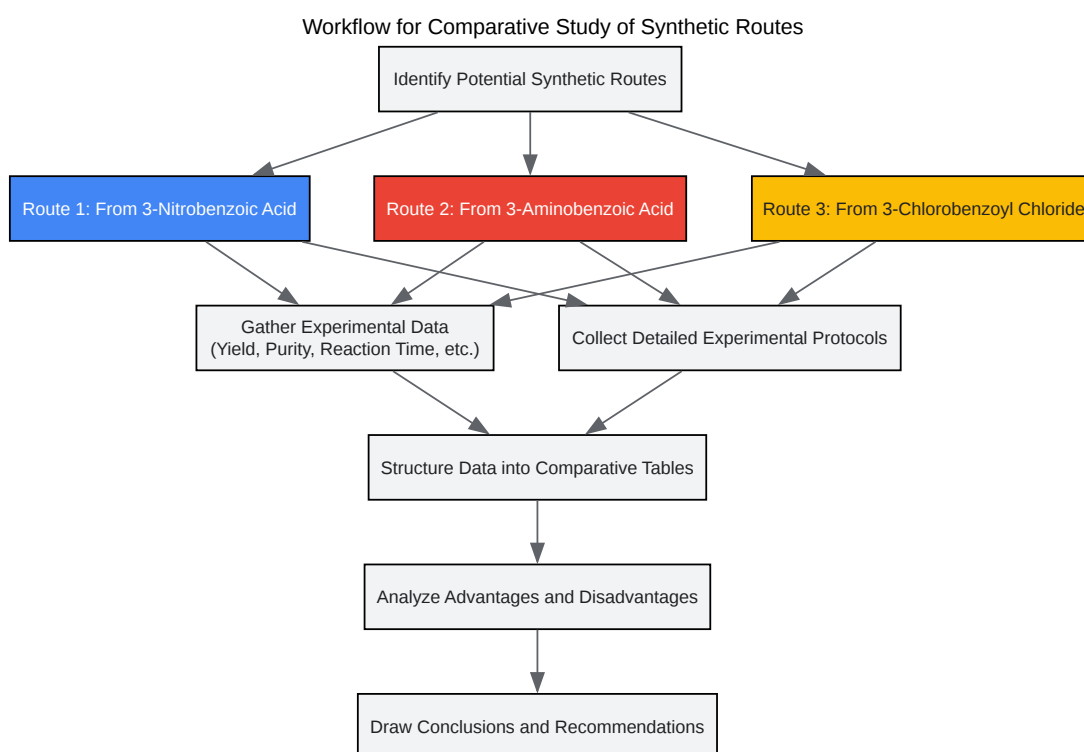 Workflow for Comparative Study of Synthetic Routes
Identify Potential Synthetic Routes
Route 1: From 3-Nitrobenzoic Acid
Route 2: From 3-Aminobenzoic Acid
Route 3: From 3-Chlorobenzoyl Chloride
Gather Experimental Data
(Yield, Purity, Reaction Time, etc.)
Collect Detailed Experimental Protocols
Structure Data into Comparative Tables
Analyze Advantages and Disadvantages
Draw Conclusions and Recommendations